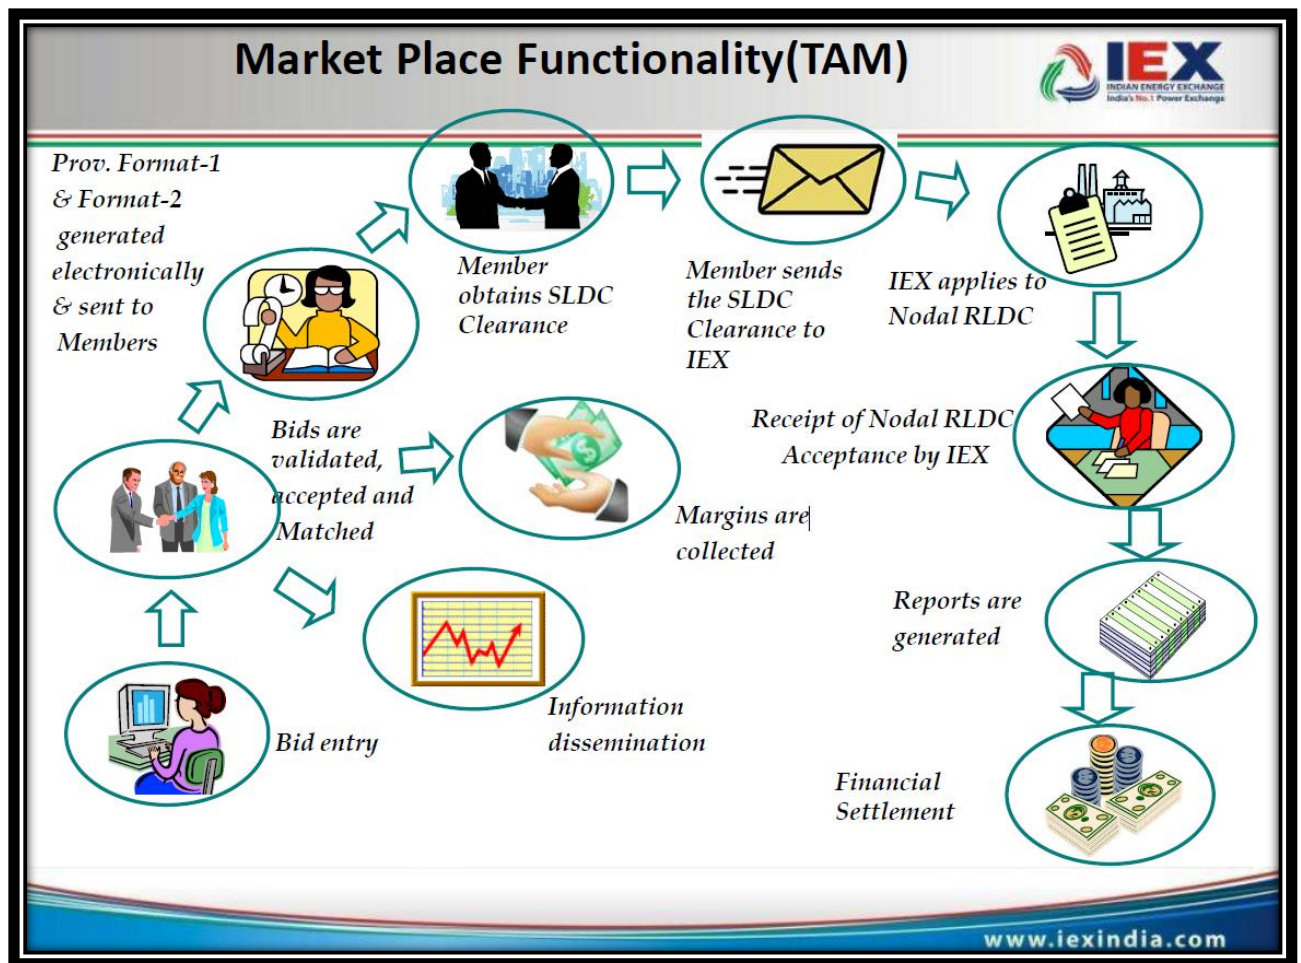 Market Place Functionality(TAM)
IEX
INDIAN ENERGY EXCHANGE
India's No.1 Power Exchange
Prov. Format-1
& Format-2
generated
electronically
& sent to
Members
Member
obtains SLDC
Clearance
Member sends
the SLDC
Clearance to
IEX
IEX applies to
Nodal RLDC
Bids are
validated,
accepted and
Matched
Receipt of Nodal RLDC
Acceptance by IEX
Margins are
collected
Reports are
generated
Information
dissemination
Bid entry
Financial
Settlement
www.iexindia.com